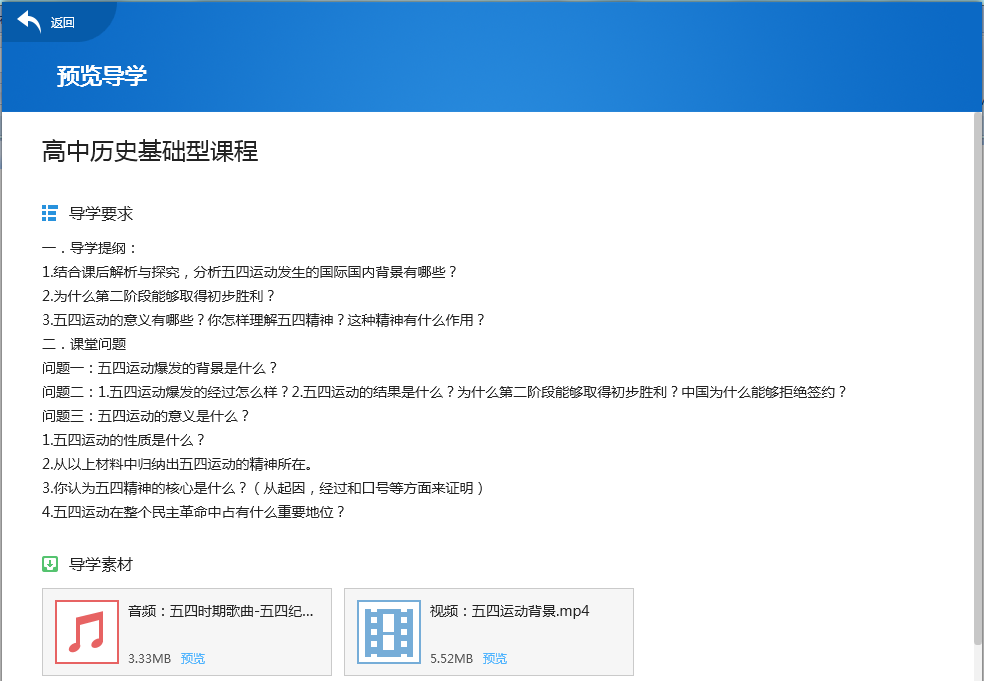 返回
预览导学
高中历史基础型课程
导学要求
一．导学提纲：
1.结合课后解析与探究，分析五四运动发生的国际国内背景有哪些？
2.为什么第二阶段能够取得初步胜利？
3.五四运动的意义有哪些？你怎样理解五四精神？这种精神有什么作用？
二．课堂问题
问题一：五四运动爆发的背景是什么？
问题二：1.五四运动爆发的经过怎么样？2.五四运动的结果是什么？为什么第二阶段能够取得初步胜利？中国为什么能够拒绝签约？
问题三：五四运动的意义是什么？
1.五四运动的性质是什么？
2.从以上材料中归纳出五四运动的精神所在。
3.你认为五四精神的核心是什么？（从起因，经过和口号等方面来证明）
4.五四运动在整个民主革命中占有什么重要地位？
导学素材
音频：五四时期歌曲-五四纪...
3.33MB 预览
视频：五四运动背景.mp4
5.52MB 预览